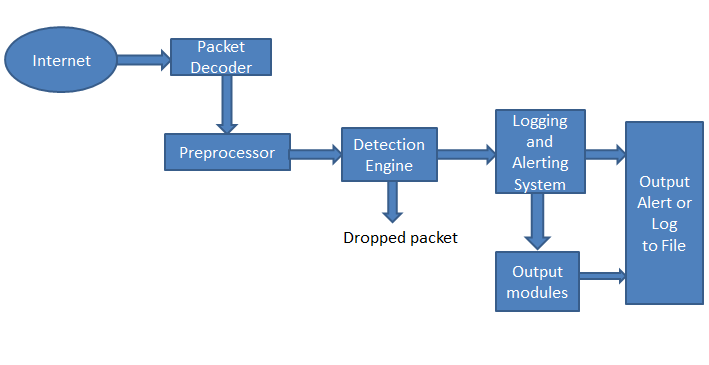 Internet
Packet
Decoder
Preprocessor
Detection
Engine
Dropped packet
Logging
and
Alerting
System
Output
modules
Output
Alert or
Log
to File